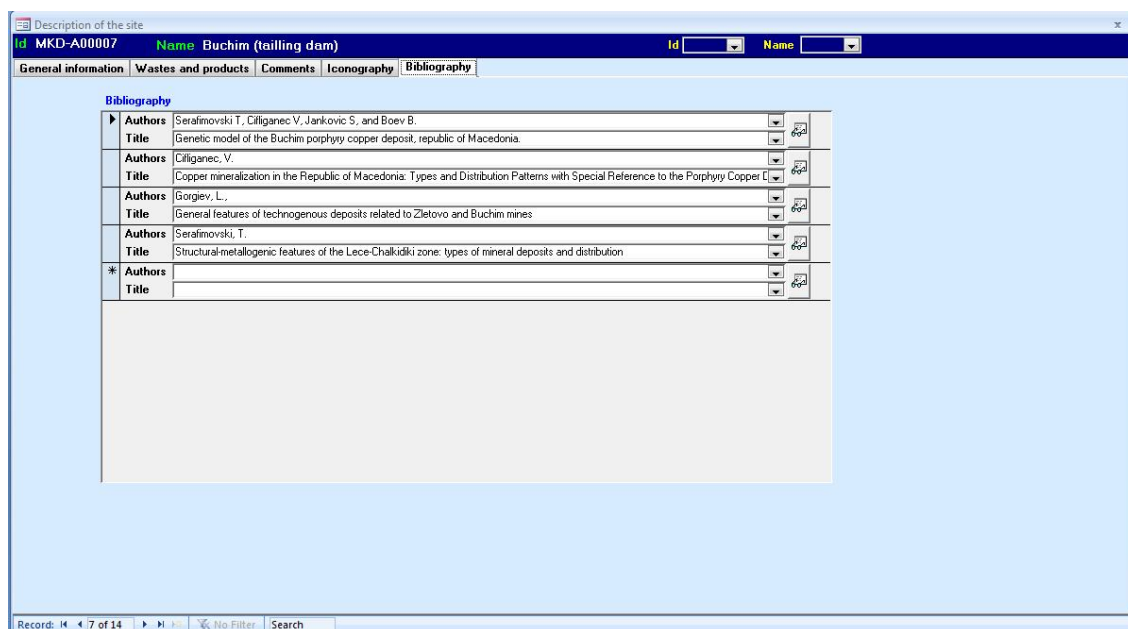 Description of the site
x
Id MKD-A00007 Name Buchim (tailling dam) Id Name
General information Wastes and products Comments Iconography Bibliography
Bibliography
Authors Serafimovski T, Cifliganec V, Jankovic S, and Boev B.
Title Genetic model of the Buchim porphyry copper deposit, republic of Macedonia.
Authors Cifliganec, V.
Title Copper mineralization in the Republic of Macedonia: Types and Distribution Patterns with Special Reference to the Porphyry Copper D
Authors Gorgiev, L.,
Title General features of technogenous deposits related to Zletovo and Buchim mines
Authors Serafimovski, T.
Title Structural-metallogenic features of the Lece-Chalkidiki zone: types of mineral deposits and distribution
* Authors
Title
Record: 7 of 14 No Filter Search